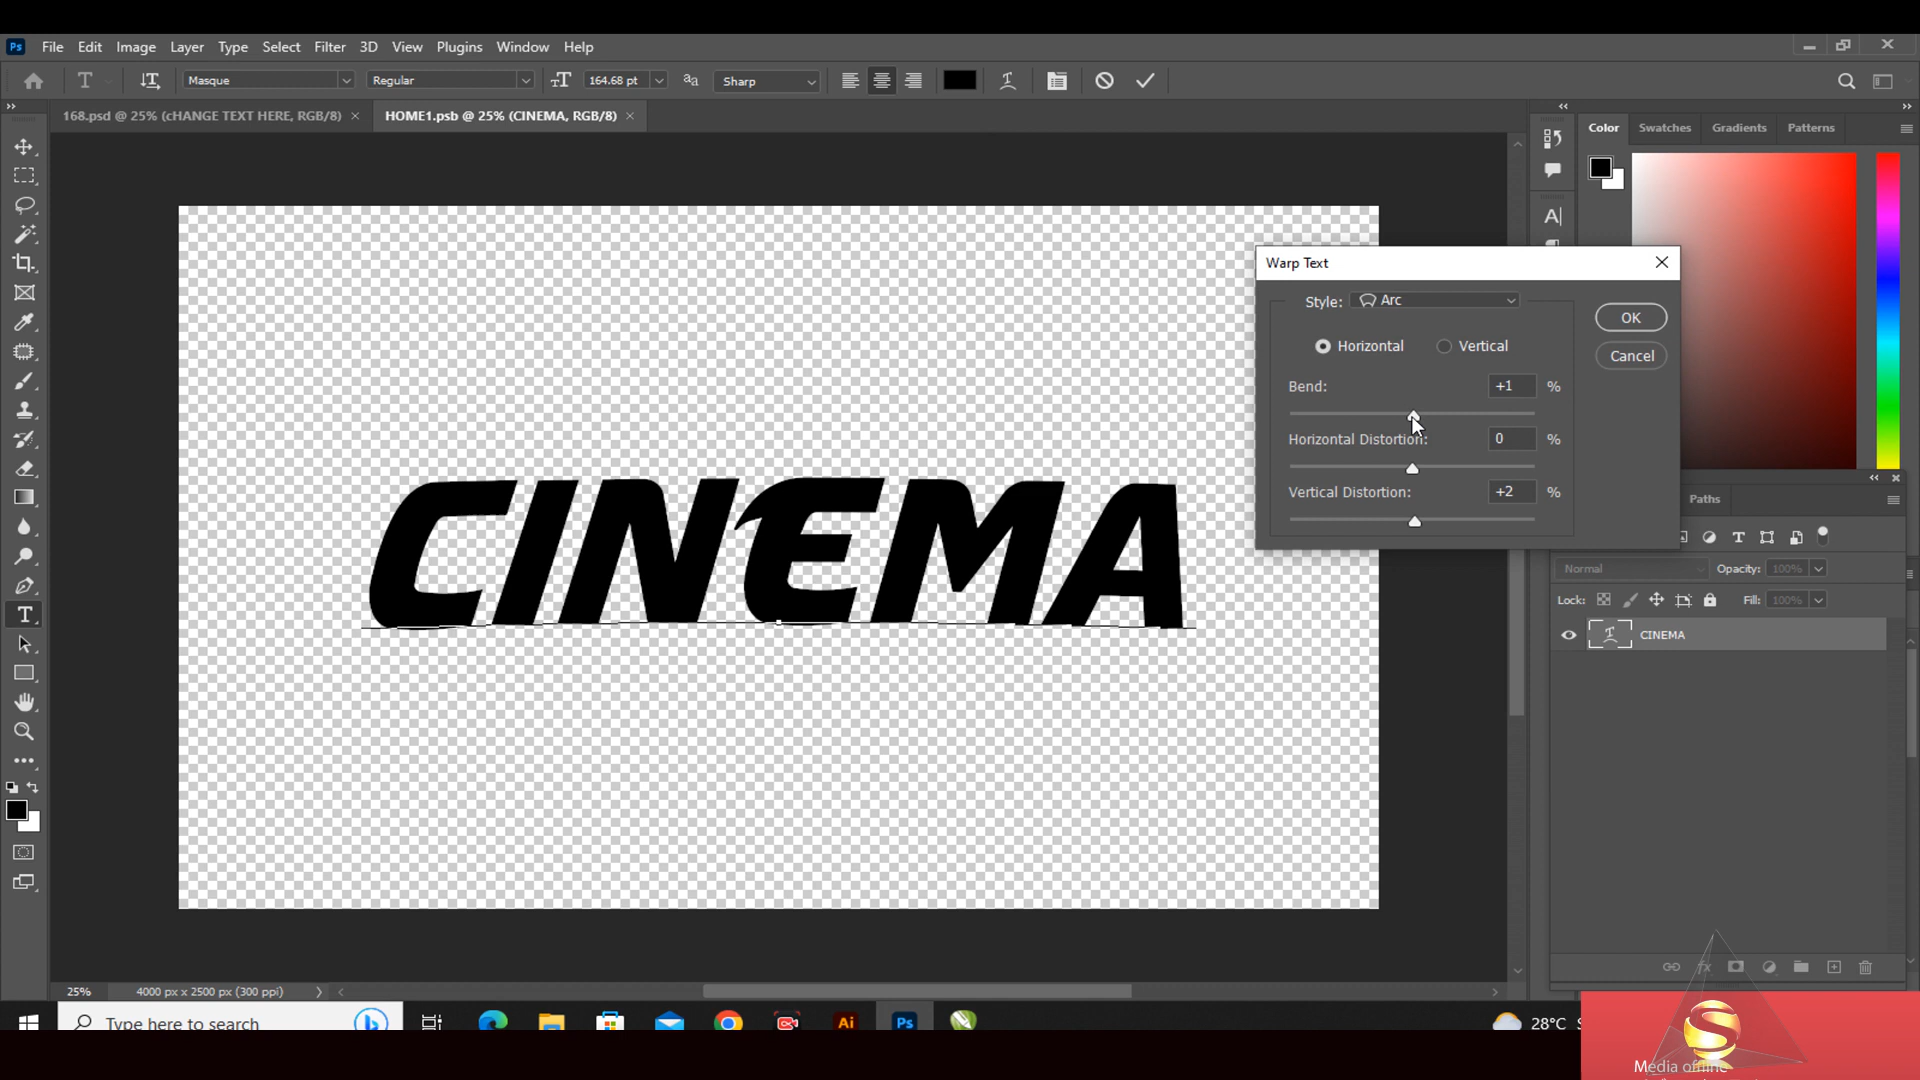 Ps File Edit Image Layer Type Select Filter 3D View Plugins Window Help
Masque Regular 164.68 pt Sharp
168.psd @ 25% (cHANGE TEXT HERE, RGB/8) HOME1.psb @ 25% (CINEMA, RGB/8)
Color Swatches Gradients Patterns
Warp Text
Style: Arc
OK
Horizontal Vertical
Cancel
Bend: +1 %
Horizontal Distortion: 0 %
Vertical Distortion: +2 %
CINEMA
Paths
Normal Opacity: 100%
Lock: Fill: 100%
CINEMA
25% 4000 px x 2500 px (300 ppi)
Type here to search
Ai Ps
28°C
S
Media offline